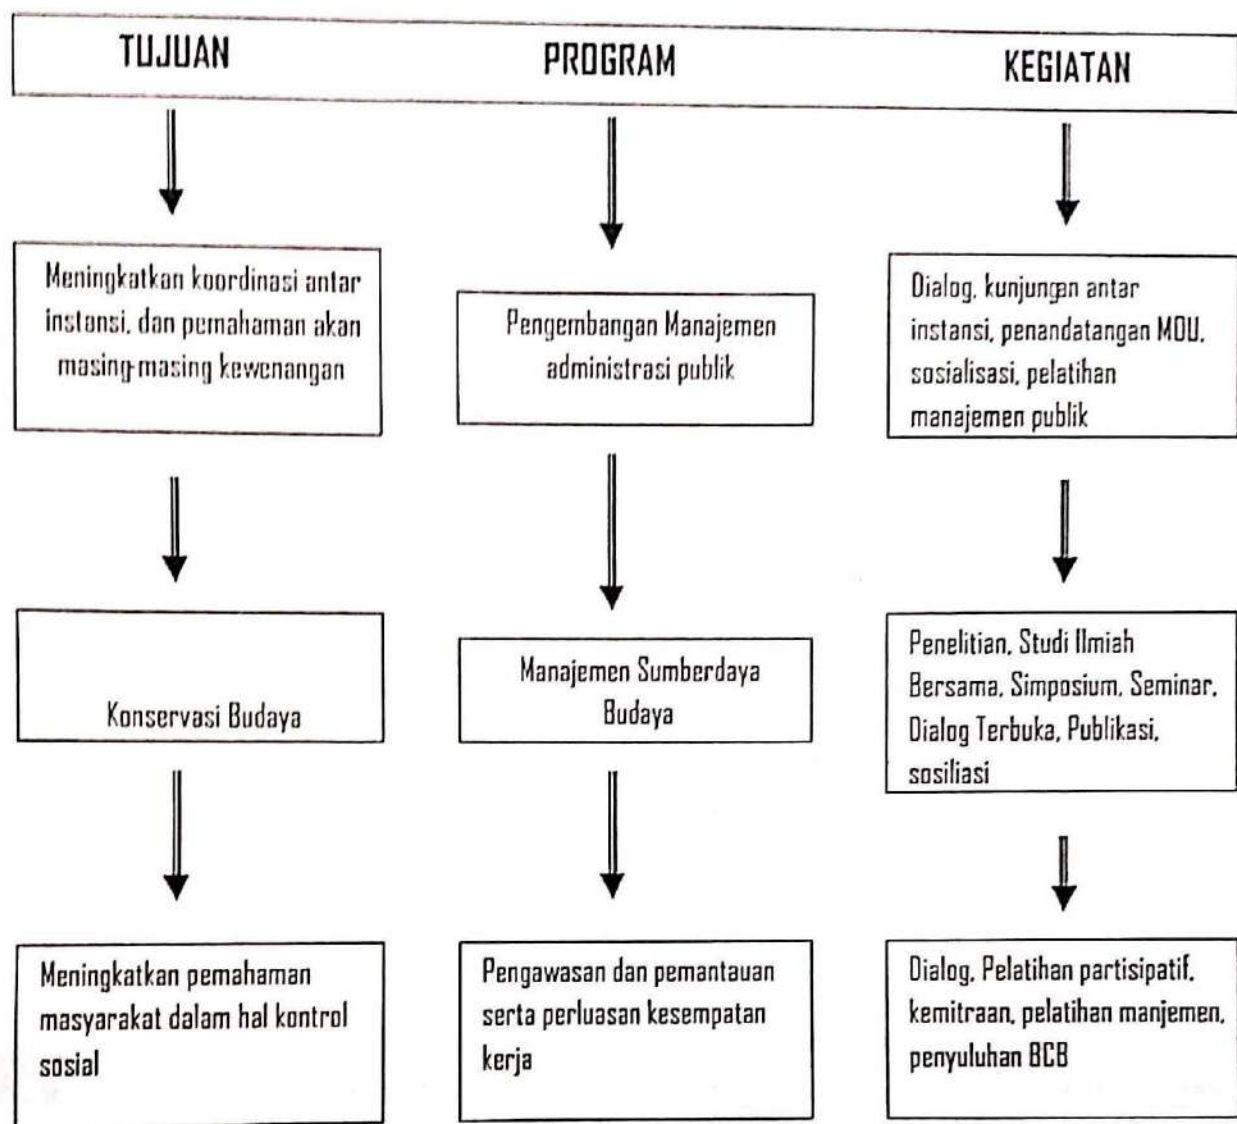 TUJUAN PROGRAM KEGIATAN
Meningkatkan koordinasi antar
instansi, dan pemahaman akan
masing-masing kewenangan
Pengembangan Manajemen
administrasi publik
Dialog, kunjungan antar
instansi, penandatangan MOU,
sosialisasi, pelatihan
manajemen publik
Konservasi Budaya
Manajemen Sumberdaya
Budaya
Penelitian, Studi Ilmiah
Bersama, Simposium, Seminar,
Dialog Terbuka, Publikasi,
sosiliasi
Meningkatkan pemahaman
masyarakat dalam hal kontrol
sosial
Pengawasan dan pemantauan
serta perluasan kesempatan
kerja
Dialog, Pelatihan partisipatif,
kemitraan, pelatihan manjemen,
penyuluhan BCB